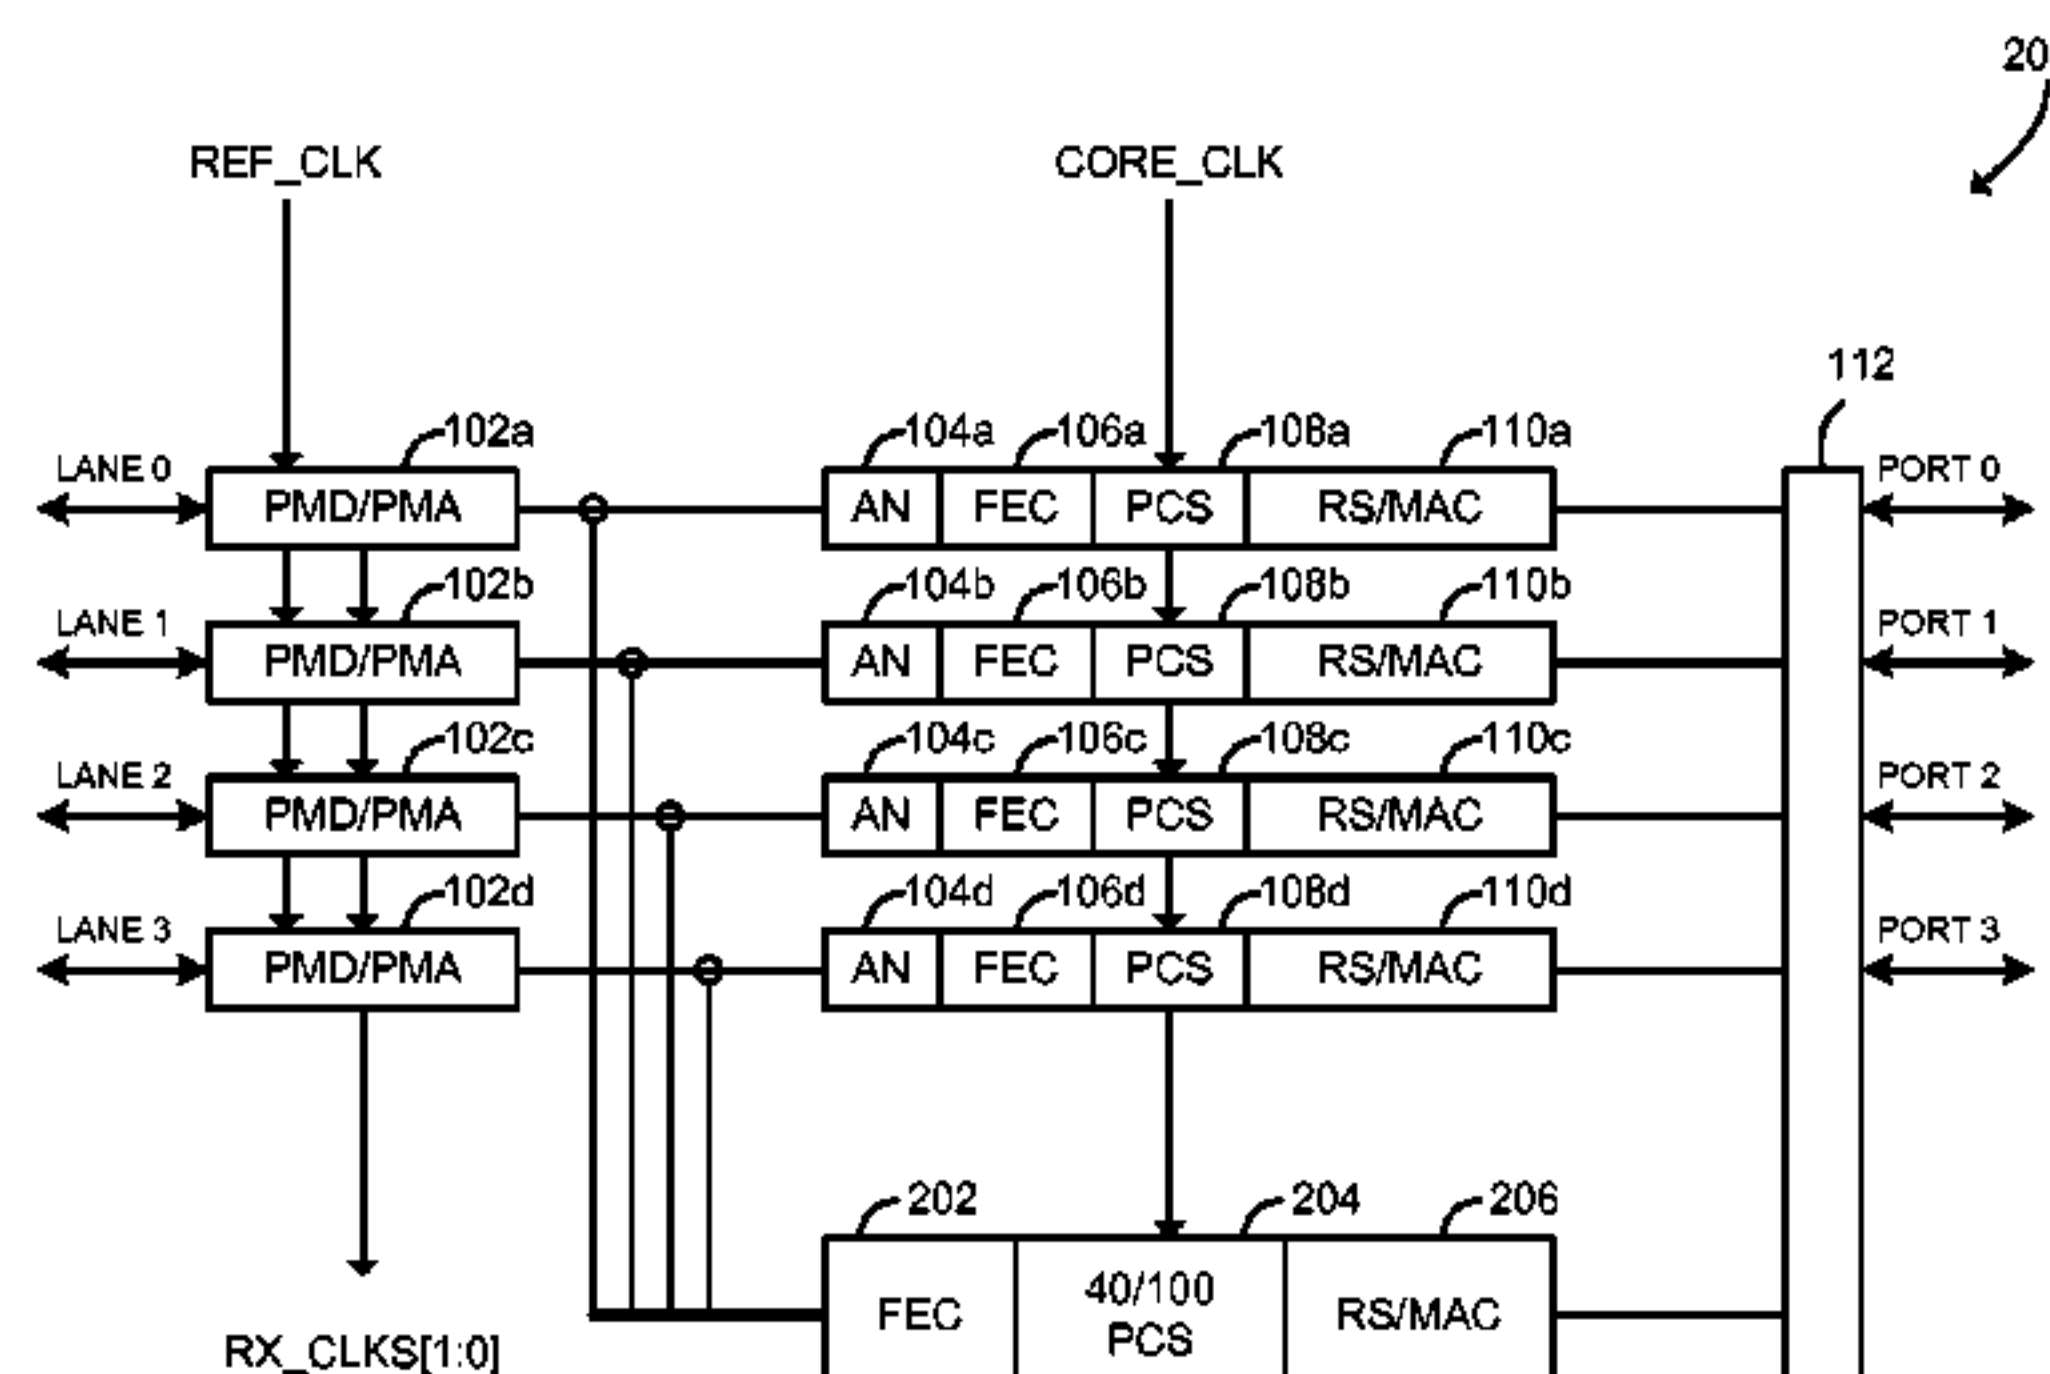 20
REF_CLK CORE_CLK
112
102a 104a 106a 108a 110a
LANE 0 PMD/PMA AN FEC PCS RS/MAC PORT 0
102b 104b 106b 108b 110b
LANE 1 PMD/PMA AN FEC PCS RS/MAC PORT 1
102c 104c 106c 108c 110c
LANE 2 PMD/PMA AN FEC PCS RS/MAC PORT 2
102d 104d 106d 108d 110d
LANE 3 PMD/PMA AN FEC PCS RS/MAC PORT 3
202 204 206
FEC 40/100 RS/MAC
PCS
RX_CLKS[1:0]